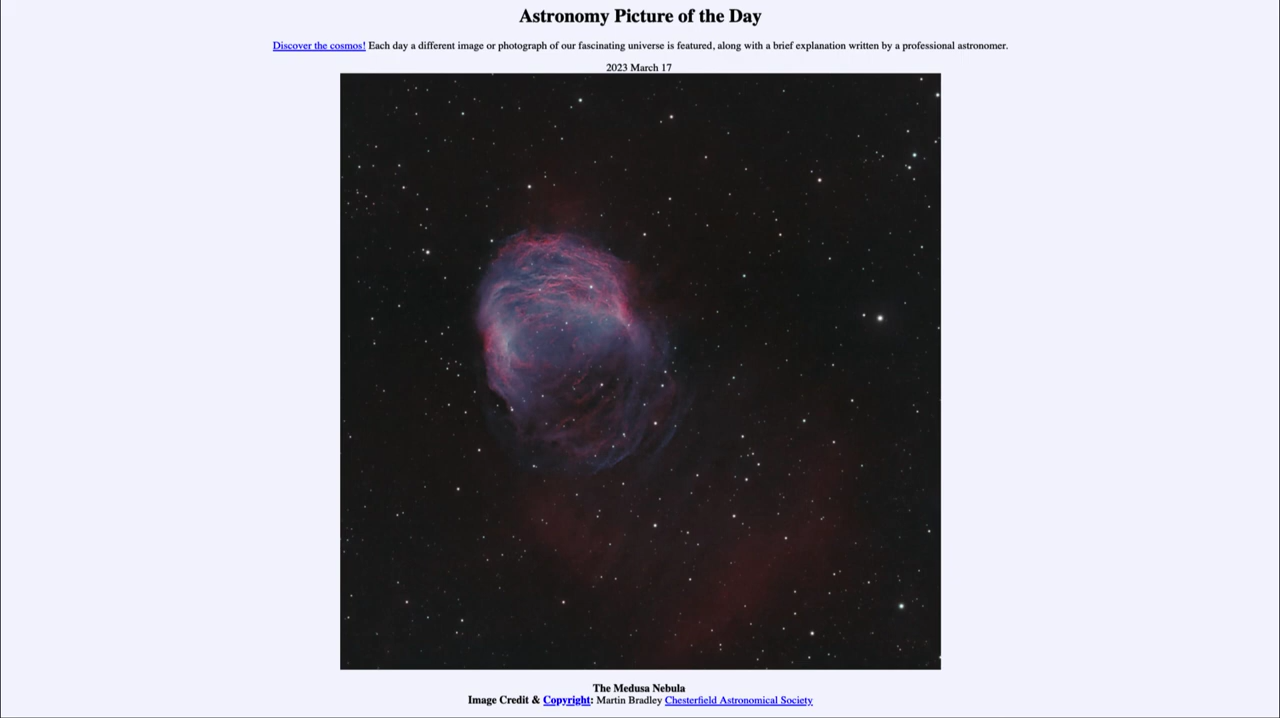 Astronomy Picture of the Day
Discover the cosmos! Each day a different image or photograph of our fascinating universe is featured, along with a brief explanation written by a professional astronomer.
2023 March 17
The Medusa Nebula
Image Credit & Copyright: Martin Bradley Chesterfield Astronomical Society